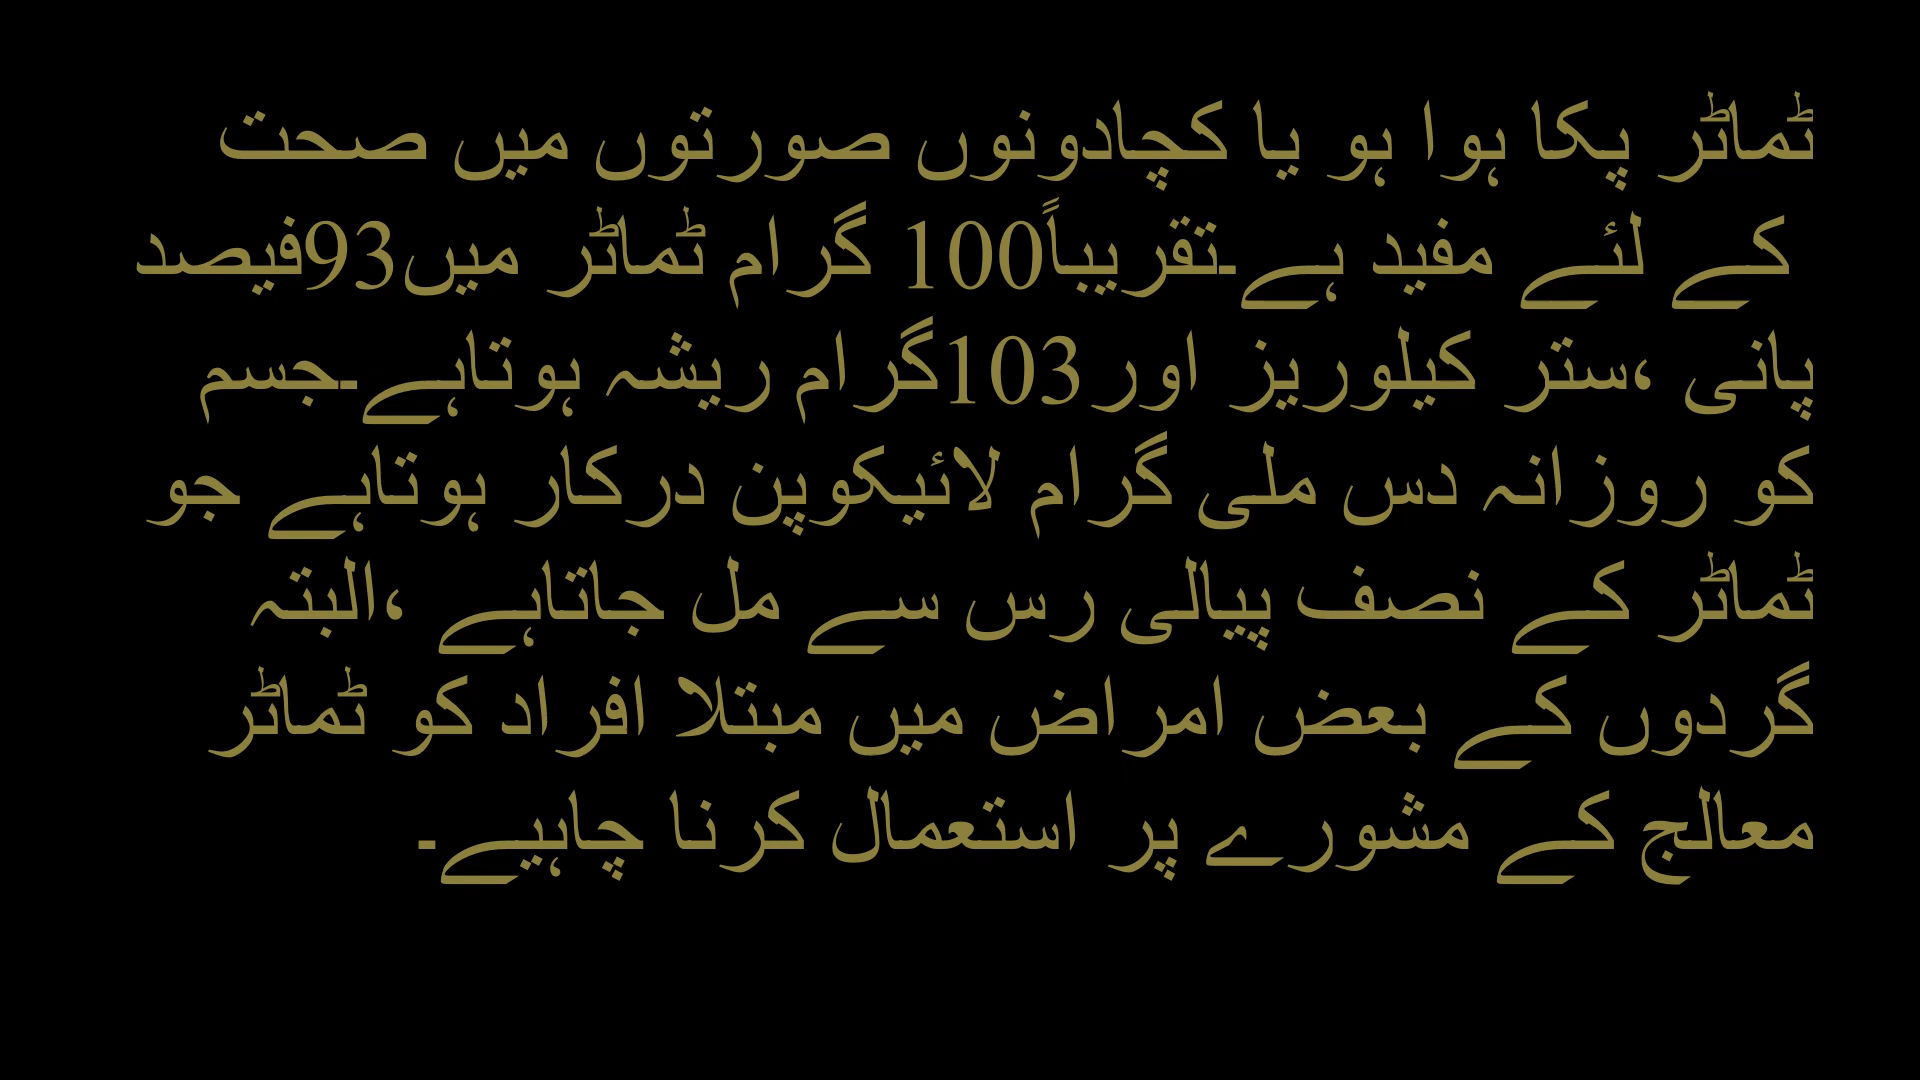 ٹماٹر پکا ہوا ہو یا کچادونوں صورتوں میں صحت
کے لئے مفید ہے۔تقریباً100 گرام ٹماٹر میں93فیصد
پانی ،ستر کیلوریز اور103گرام ریشہ ہوتاہے۔جسم
کو روزانہ دس ملی گرام لائیکوپن درکار ہوتاہے جو
ٹماٹر کے نصف پیالی رس سے مل جاتاہے ،البتہ
گردوں کے بعض امراض میں مبتلا افراد کو ٹماٹر
معالج کے مشورے پر استعمال کرنا چاہیے۔